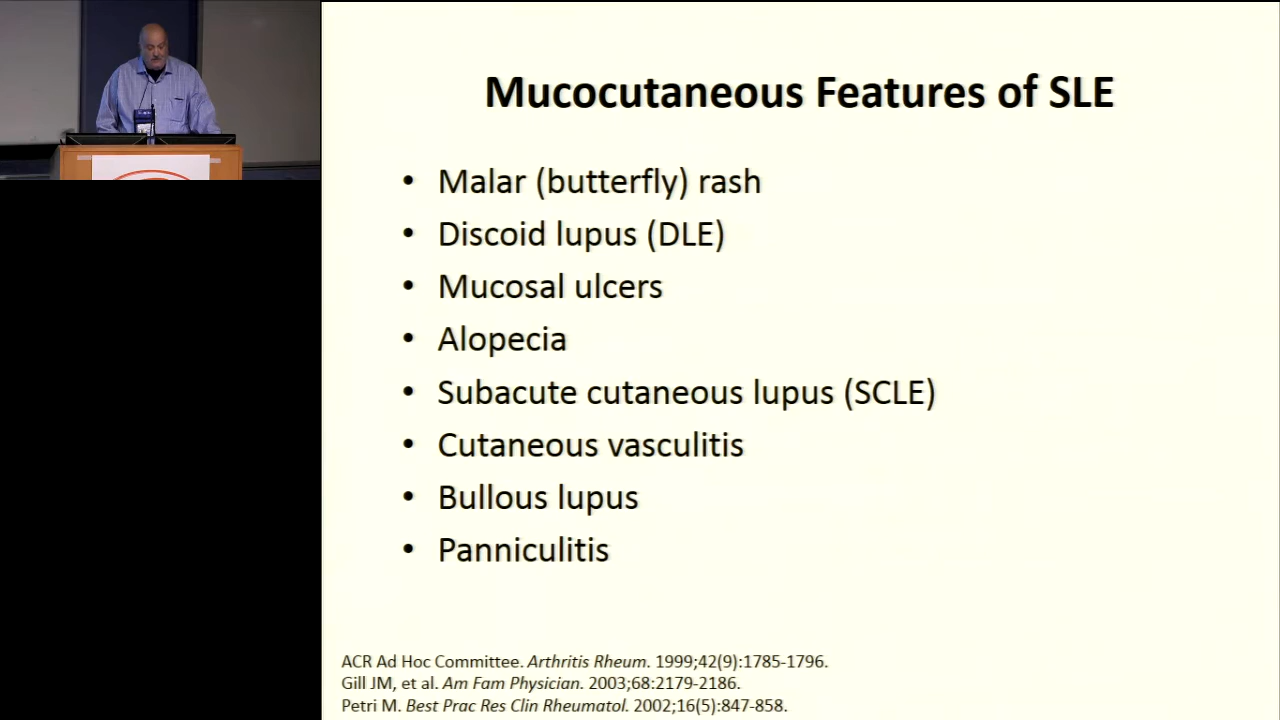 Mucocutaneous Features of SLE
• Malar (butterfly) rash
• Discoid lupus (DLE)
• Mucosal ulcers
• Alopecia
• Subacute cutaneous lupus (SCLE)
• Cutaneous vasculitis
• Bullous lupus
• Panniculitis
ACR Ad Hoc Committee. Arthritis Rheum. 1999;42(9):1785-1796.
Gill JM, et al. Am Fam Physician. 2003;68:2179-2186.
Petri M. Best Prac Res Clin Rheumatol. 2002;16(5):847-858.